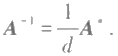 A⁻¹ = \frac{1}{d} A* .